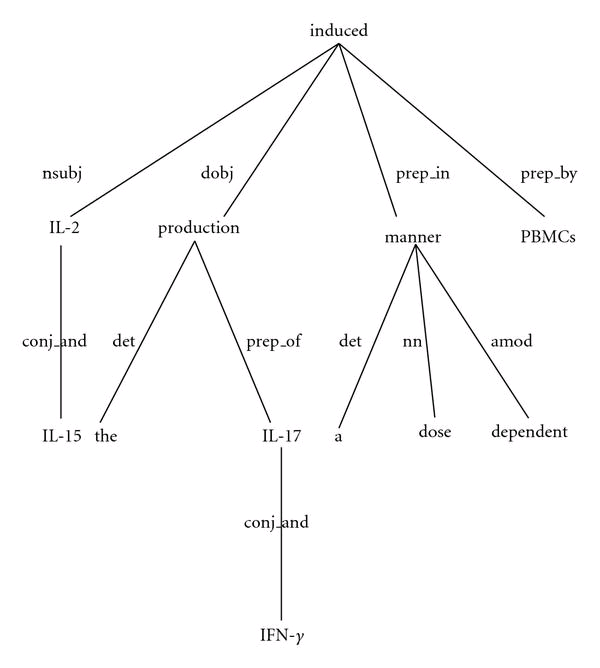 induced
nsubj dobj prep_in prep_by
IL-2 production manner PBMCs
conj_and det prep_of det nn amod
IL-15 the IL-17 a dose dependent
conj_and
IFN-γ